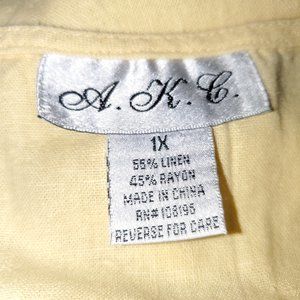 A. K. C.
1X
55% LINEN
45% RAYON
MADE IN CHINA
RN# 108195
REVERSE FOR CARE